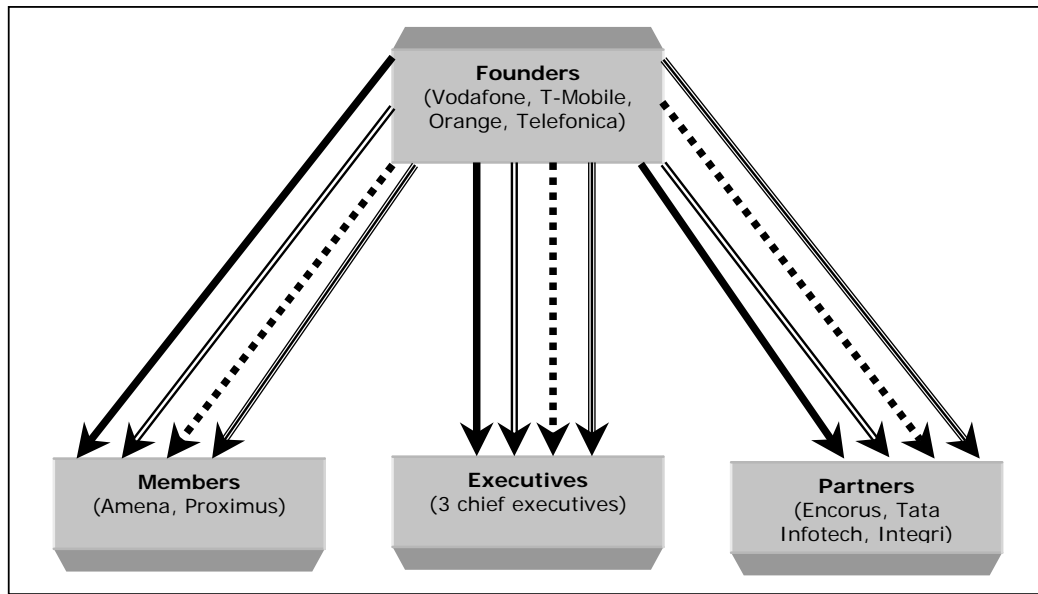 Founders
(Vodafone, T-Mobile,
Orange, Telefonica)
Members
(Amena, Proximus)
Executives
(3 chief executives)
Partners
(Encorus, Tata
Infotech, Integri)